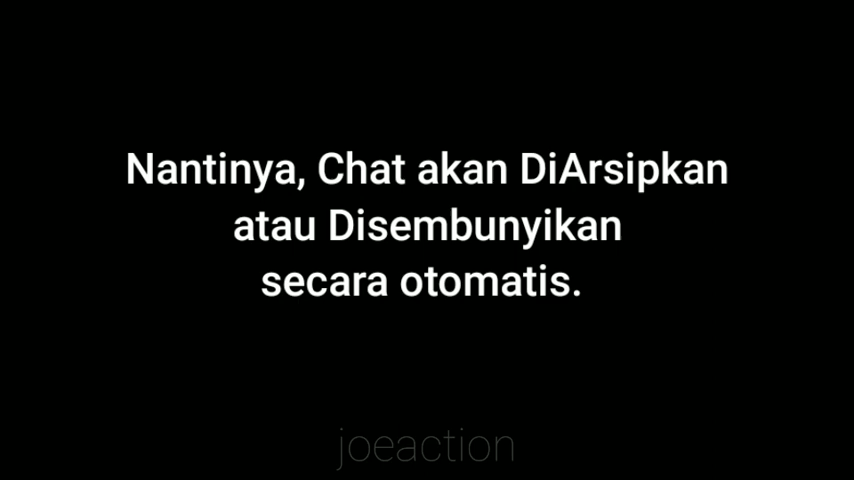 Nantinya, Chat akan DiArsipkan
atau Disembunyikan
secara otomatis.
joeaction